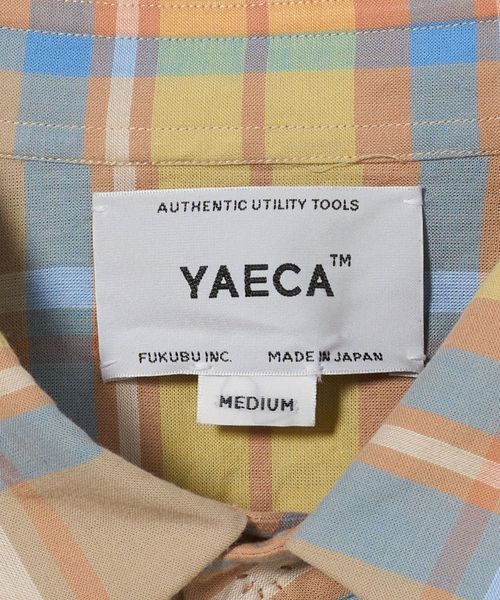 AUTHENTIC UTILITY TOOLS
YAECA™
FUKUBU INC. MADE IN JAPAN
MEDIUM